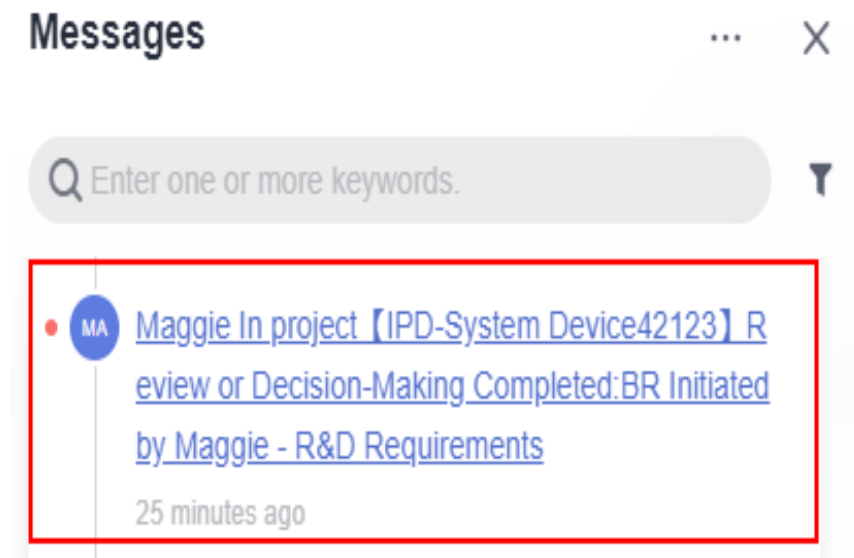 Messages
...
Enter one or more keywords.
MA
Maggie In project【IPD-System Device42123】R
eview or Decision-Making Completed:BR Initiated
by Maggie - R&D Requirements
25 minutes ago